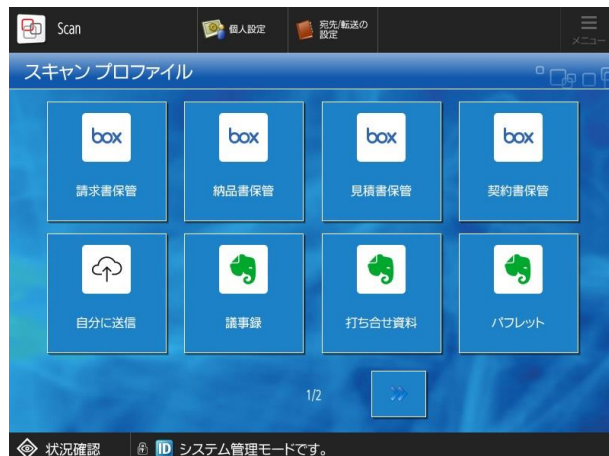 Scan
個人設定
宛先/転送の
設定
メニュー
スキャン プロファイル
box
box
box
box
請求書保管
納品書保管
見積書保管
契約書保管
自分に送信
議事録
打ち合せ資料
パフレット
1/2
状況確認
ID
システム管理モードです。